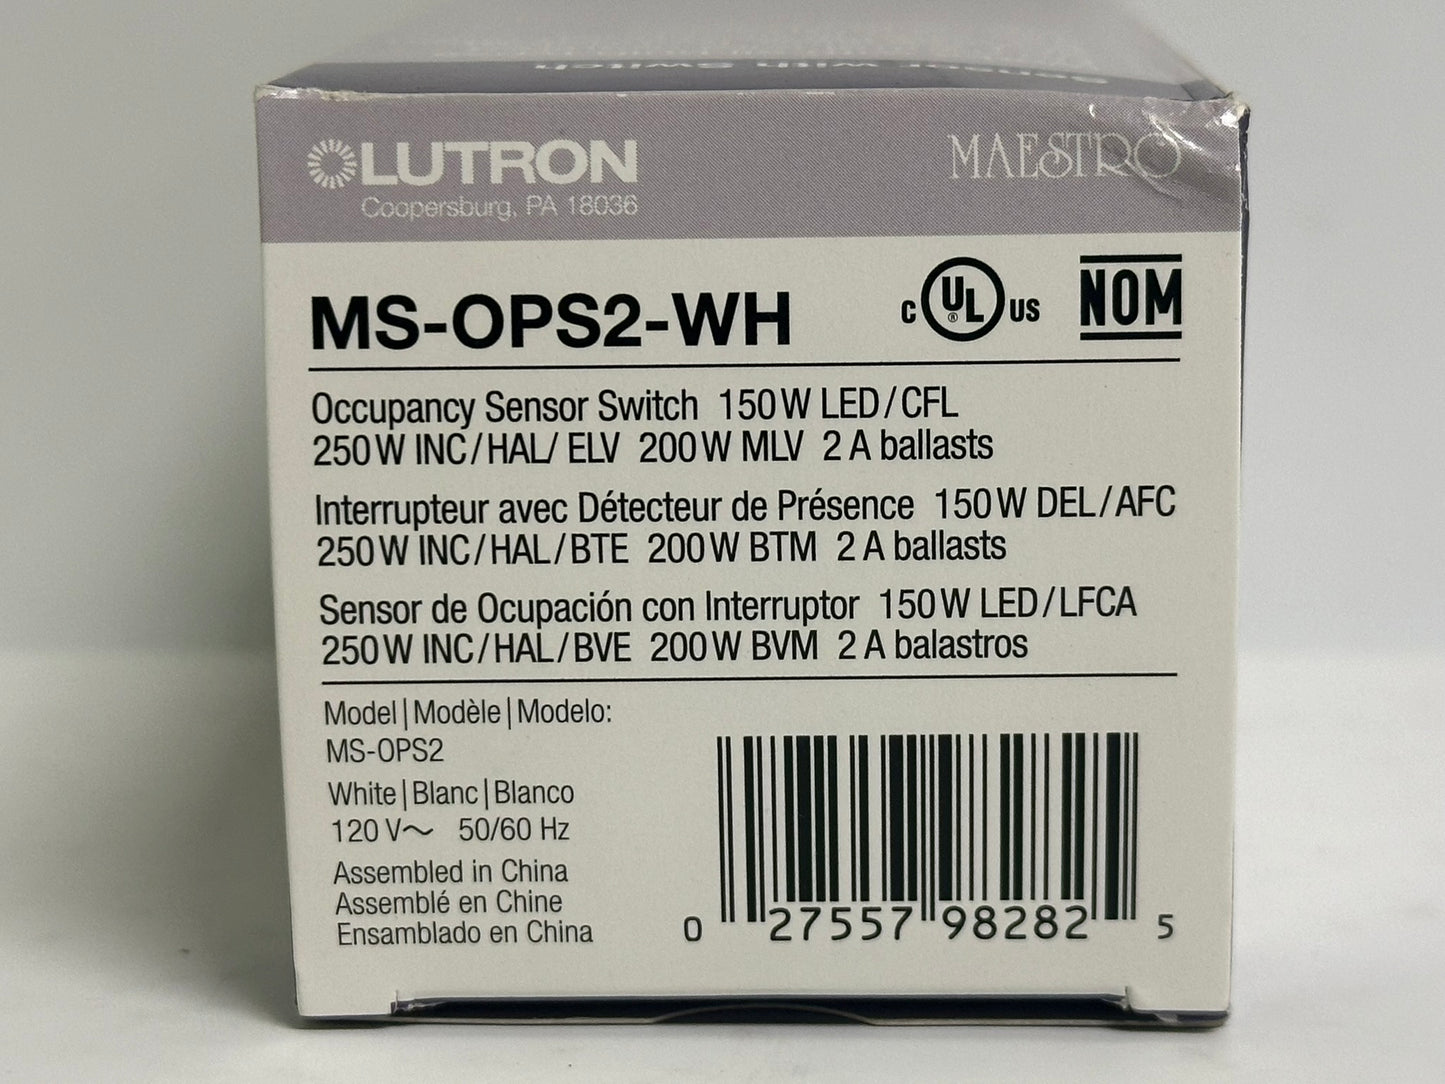 Sensor with Switch
LUTRON
Coopersburg, PA 18036
MAESTRO
MS-OPS2-WH
C UL US
®
NOM
Occupancy Sensor Switch 150 W LED/CFL
250 W INC/HAL/ ELV 200 W MLV 2 A ballasts
Interrupteur avec Détecteur de Présence 150 W DEL/AFC
250 W INC/HAL/BTE 200 W BTM 2 A ballasts
Sensor de Ocupación con Interruptor 150 W LED/LFCA
250 W INC/HAL/BVE 200 W BVM 2 A balastros
Model|Modèle|Modelo:
MS-OPS2
White|Blanc|Blanco
120 V~ 50/60 Hz
Assembled in China
Assemblé en Chine
Ensamblado en China
0 27557 98282 5